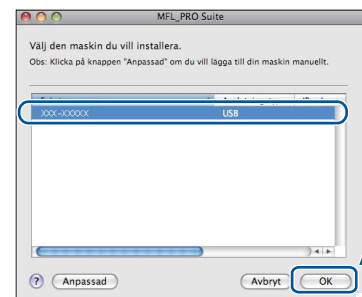 MFL_PRO Suite
Välj den maskin du vill installera.
Obs: Klicka på knappen "Anpassad" om du vill lägga till din maskin manuellt.
XXX-XXXXX USB
? Anpassad Avbryt OK